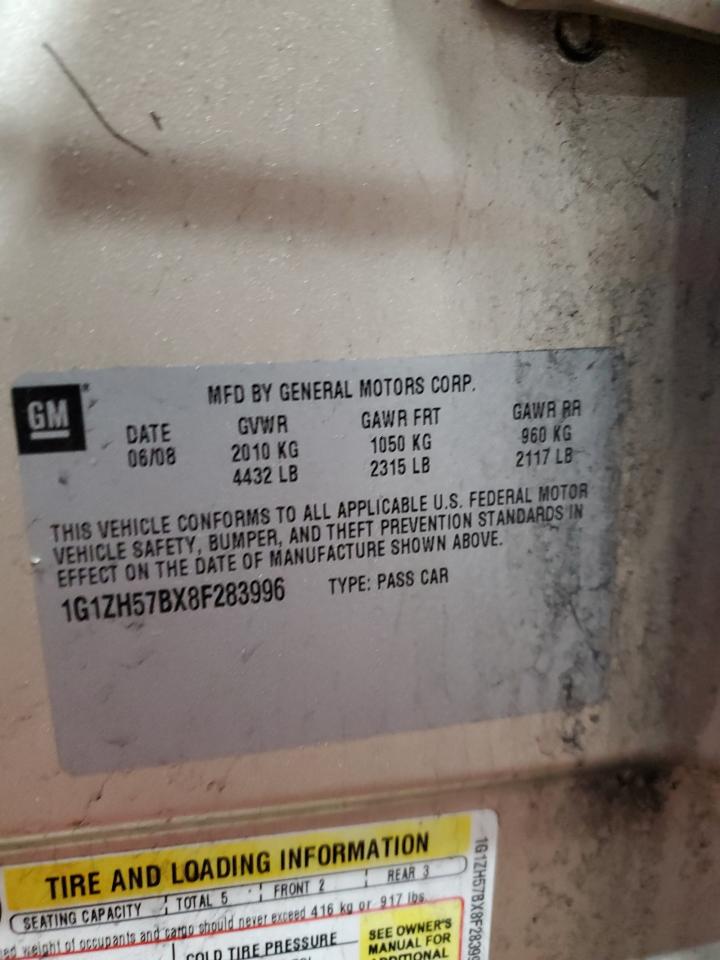 GM
MFD BY GENERAL MOTORS CORP.
DATE GVWR GAWR FRT GAWR RR
06/08 2010 KG 1050 KG 960 KG
4432 LB 2315 LB 2117 LB
THIS VEHICLE CONFORMS TO ALL APPLICABLE U.S. FEDERAL MOTOR
VEHICLE SAFETY, BUMPER, AND THEFT PREVENTION STANDARDS IN
EFFECT ON THE DATE OF MANUFACTURE SHOWN ABOVE.
1G1ZH57BX8F283996 TYPE: PASS CAR
TIRE AND LOADING INFORMATION
SEATING CAPACITY TOTAL 5 FRONT 2 REAR 3
weight of occupants and cargo should never exceed 416 kg or 917 lbs.
COLD TIRE PRESSURE
SEE OWNER'S
MANUAL FOR
ADDITIONAL
1G1ZH57BX8F28399